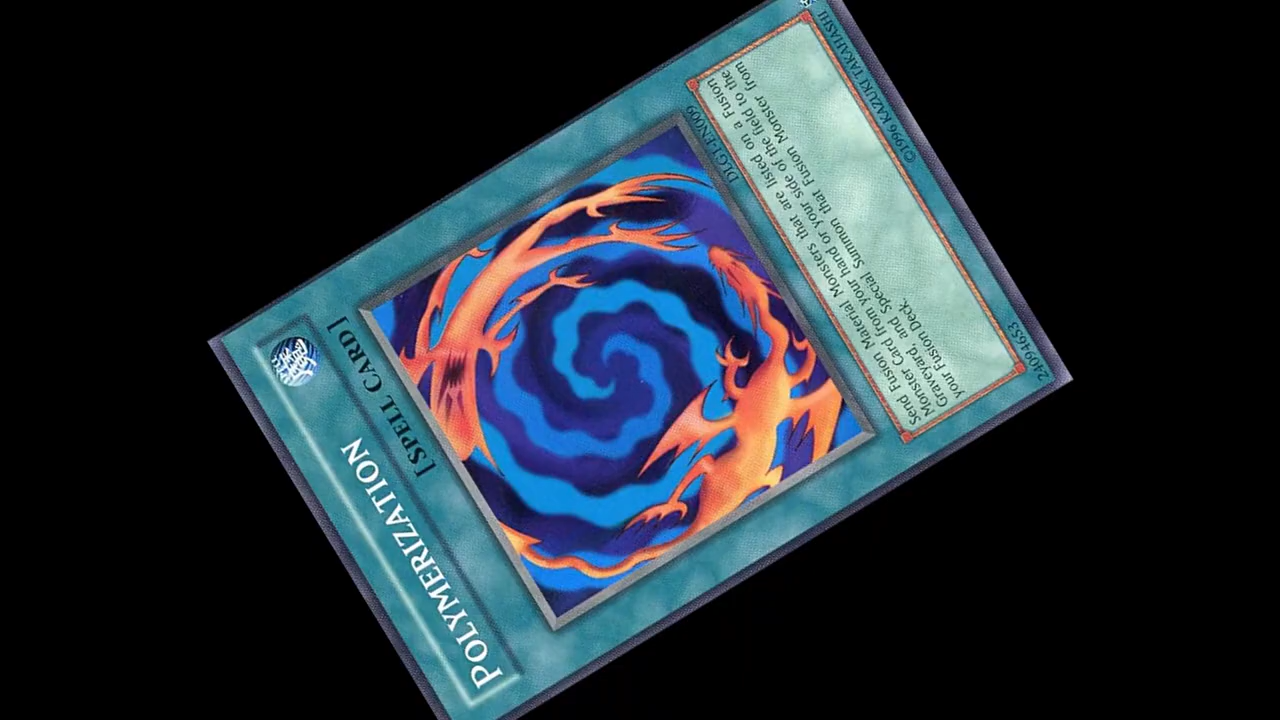 POLYMERIZATION
[SPELL CARD]
DLG1-EN009
Send Fusion Material Monsters that are listed on a Fusion
Monster Card from your hand or your side of the field to the
Graveyard, and Special Summon that Fusion Monster from
your Fusion Deck.
24094653
©1996 KAZUKI TAKAHASHI